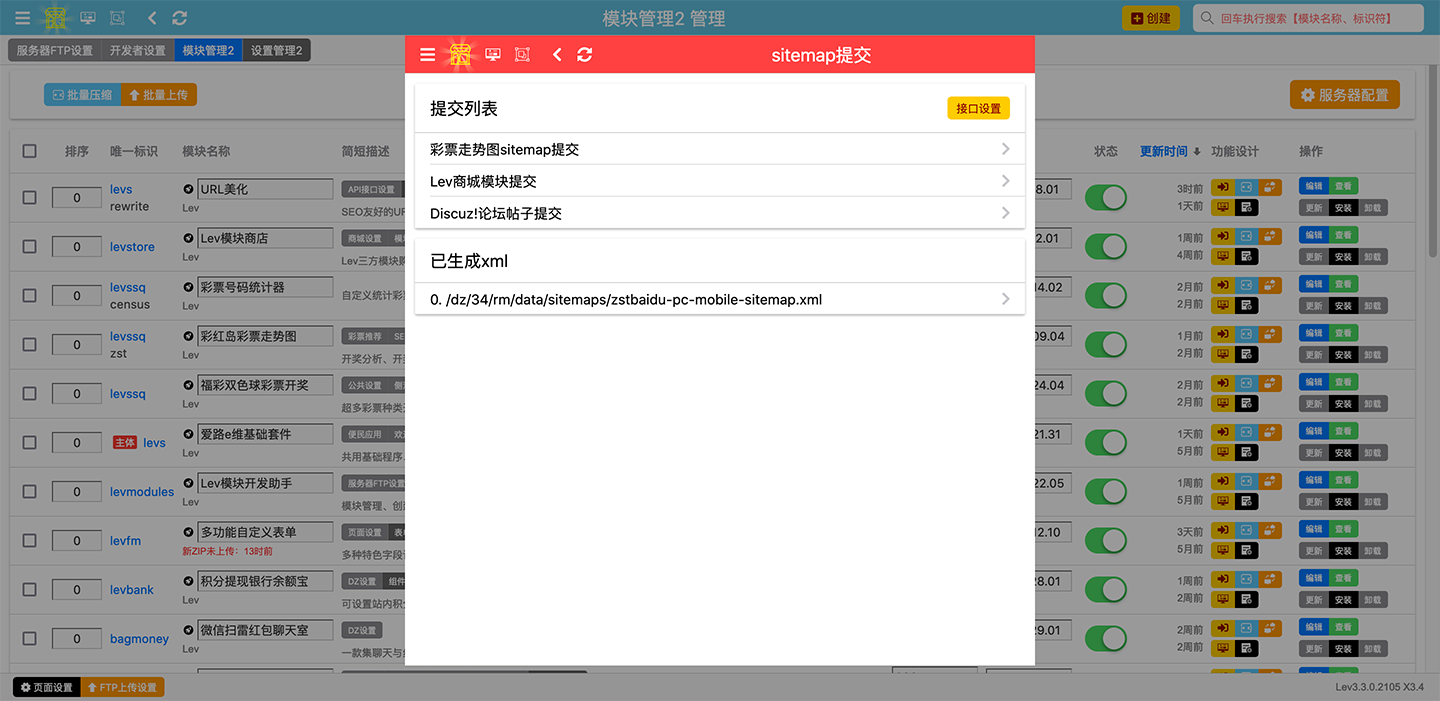 模块管理2 管理
创建
回车执行搜索【模块名称、标识符】
服务器FTP设置 开发者设置 模块管理2 设置管理2
批量压缩 批量上传
服务器配置
sitemap提交
提交列表
接口设置
彩票走势图sitemap提交
Lev商城模块提交
Discuz!论坛帖子提交
已生成xml
0. /dz/34/rm/data/sitemaps/zstbaidu-pc-mobile-sitemap.xml
排序 唯一标识 模块名称 简短描述 状态 更新时间 功能设计 操作
0 levs URL美化 API接口设置 8.01 3时前 编辑 查看
rewrite Lev SEO友好的 1天前 更新 安装 卸载
0 levstore Lev模块商店 商城设置 2.01 1周前 编辑 查看
Lev Lev三方模块 4周前 更新 安装 卸载
0 levssq 彩票号码统计器 14.02 2月前 编辑 查看
census Lev 自定义统计彩 2月前 更新 安装 卸载
0 levssq 彩红岛彩票走势图 彩票推荐 SE 09.04 1月前 编辑 查看
zst Lev 开奖分析、开 2月前 更新 安装 卸载
0 levssq 福彩双色球彩票开奖 公共设置 24.04 2月前 编辑 查看
Lev 超多彩票种类 2月前 更新 安装 卸载
0 主体 levs 爱路e维基础套件 便民应用 21.31 1天前 编辑 查看
Lev 共用基础程序 5月前 更新 安装 卸载
0 levmodules Lev模块开发助手 服务器FTP设置 22.05 1周前 编辑 查看
Lev 模块管理、创 5月前 更新 安装 卸载
0 levfm 多功能自定义表单 页面设置 12.10 3天前 编辑 查看
新ZIP未上传：13时前 多种特色字段 5月前 更新 安装 卸载
0 levbank 积分提现银行余额宝 DZ设置 组件 28.01 1周前 编辑 查看
Lev 可设置站内积 2周前 更新 安装 卸载
0 bagmoney 微信扫雷红包聊天室 DZ设置 29.01 2周前 编辑 查看
Lev 一款集聊天与 2周前 更新 安装 卸载
页面设置 FTP上传设置
Lev3.3.0.2105 X3.4